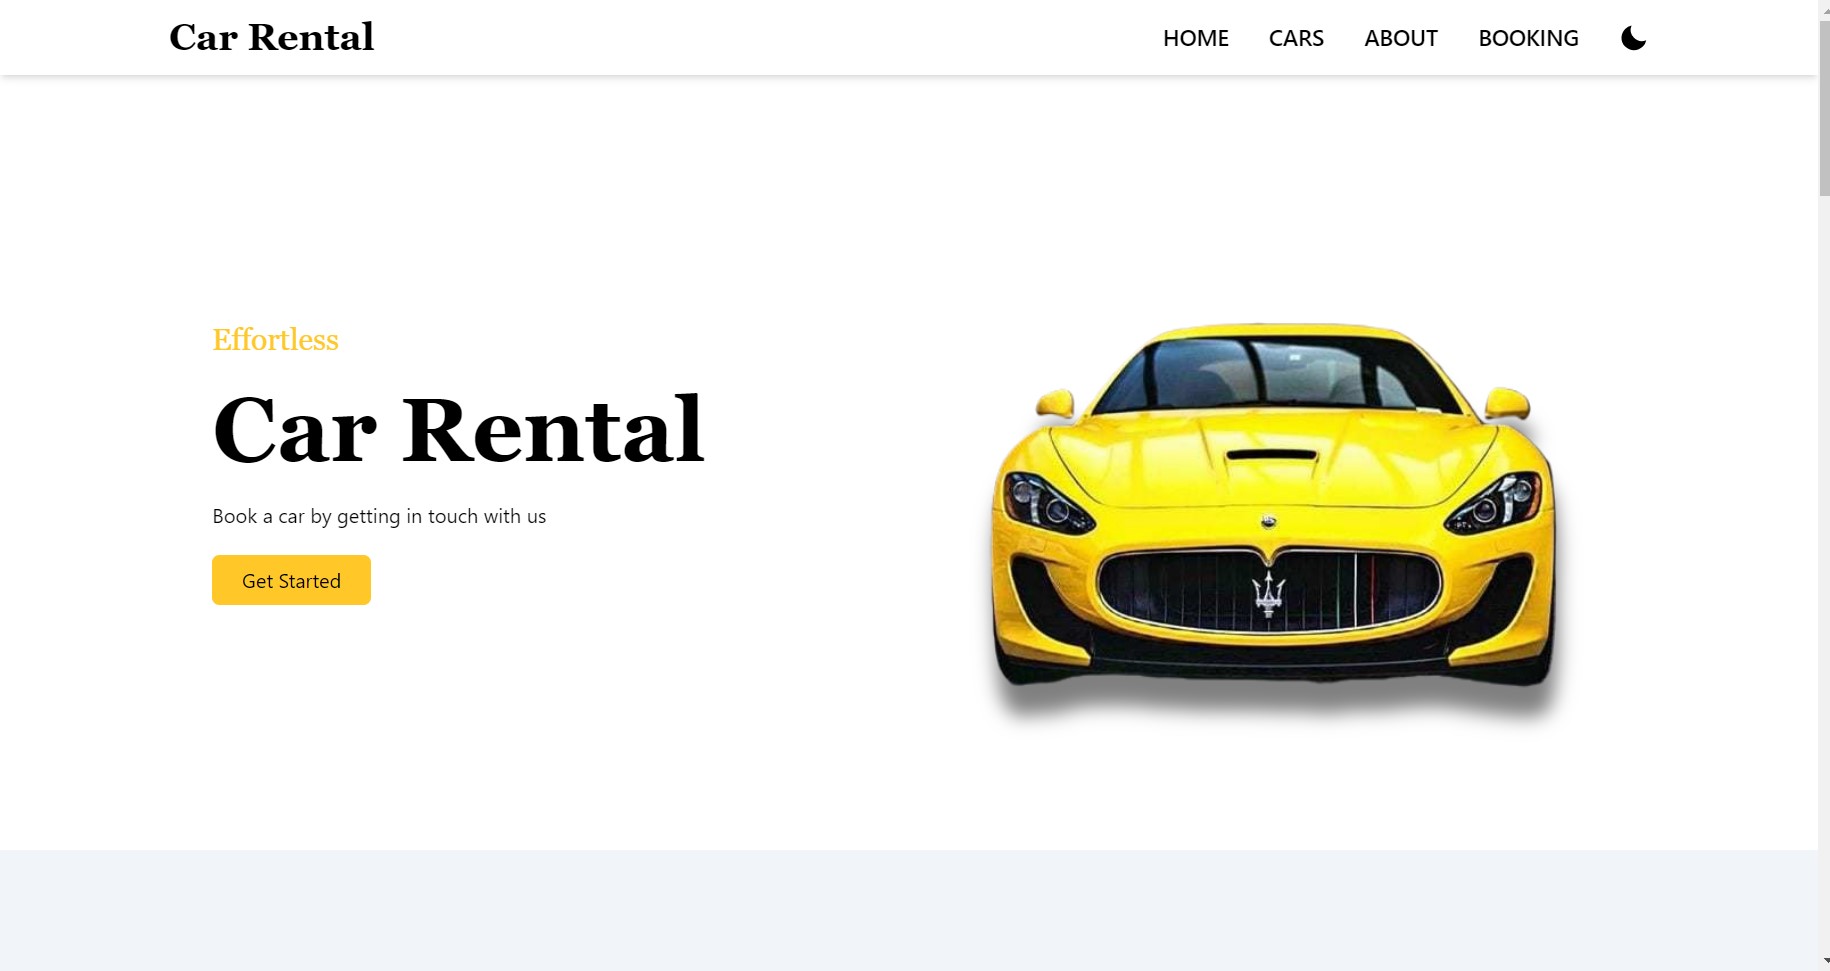 Car Rental
HOME CARS ABOUT BOOKING
Effortless
Car Rental
Book a car by getting in touch with us
Get Started